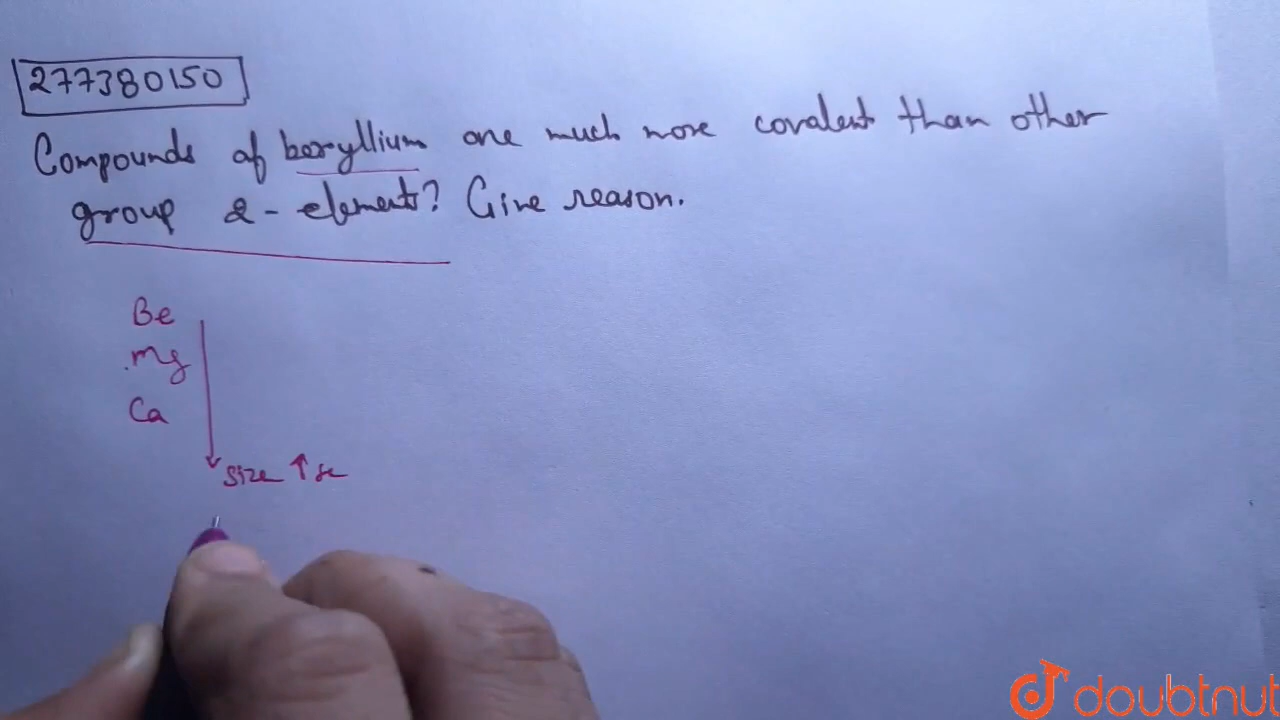 277380150
Compounds of beryllium are much more covalent than other
group 2- elements? Give reason.
Be
Mg
Ca
size ↑se
doubtnut